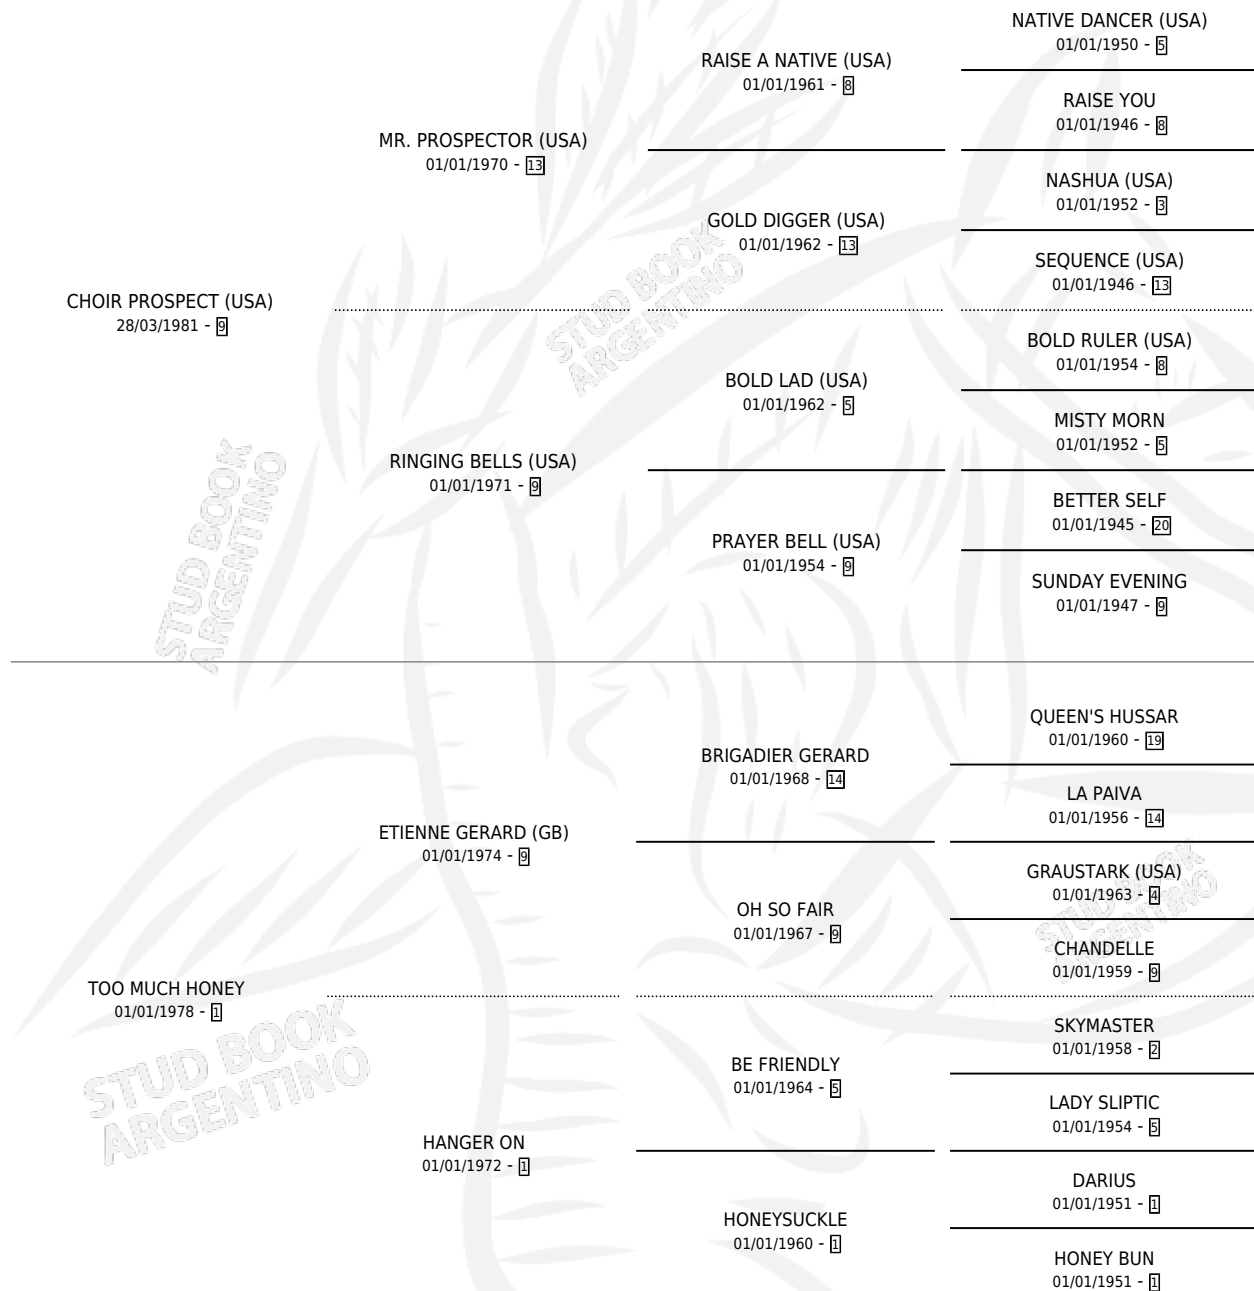 NATIVE DANCER (USA)
01/01/1950 - 5
RAISE A NATIVE (USA)
01/01/1961 - 8
RAISE YOU
01/01/1946 - 8
MR. PROSPECTOR (USA)
01/01/1970 - 13
NASHUA (USA)
01/01/1952 - 3
GOLD DIGGER (USA)
01/01/1962 - 13
SEQUENCE (USA)
01/01/1946 - 13
CHOIR PROSPECT (USA)
28/03/1981 - 9
STUD BOOK
ARGENTINO
BOLD RULER (USA)
01/01/1954 - 8
BOLD LAD (USA)
01/01/1962 - 5
MISTY MORN
01/01/1952 - 5
RINGING BELLS (USA)
01/01/1971 - 9
BETTER SELF
01/01/1945 - 20
PRAYER BELL (USA)
01/01/1954 - 9
SUNDAY EVENING
01/01/1947 - 9
STUD BOOK
ARGENTINO
QUEEN'S HUSSAR
01/01/1960 - 19
BRIGADIER GERARD
01/01/1968 - 14
LA PAIVA
01/01/1956 - 14
ETIENNE GERARD (GB)
01/01/1974 - 9
GRAUSTARK (USA)
01/01/1963 - 4
OH SO FAIR
01/01/1967 - 9
STUD BOOK
ARGENTINO
CHANDELLE
01/01/1959 - 9
TOO MUCH HONEY
01/01/1978 - 1
STUD BOOK
ARGENTINO
SKYMASTER
01/01/1958 - 2
BE FRIENDLY
01/01/1964 - 5
LADY SLIPTIC
01/01/1954 - 5
HANGER ON
01/01/1972 - 1
DARIUS
01/01/1951 - 1
HONEYSUCKLE
01/01/1960 - 1
HONEY BUN
01/01/1951 - 1